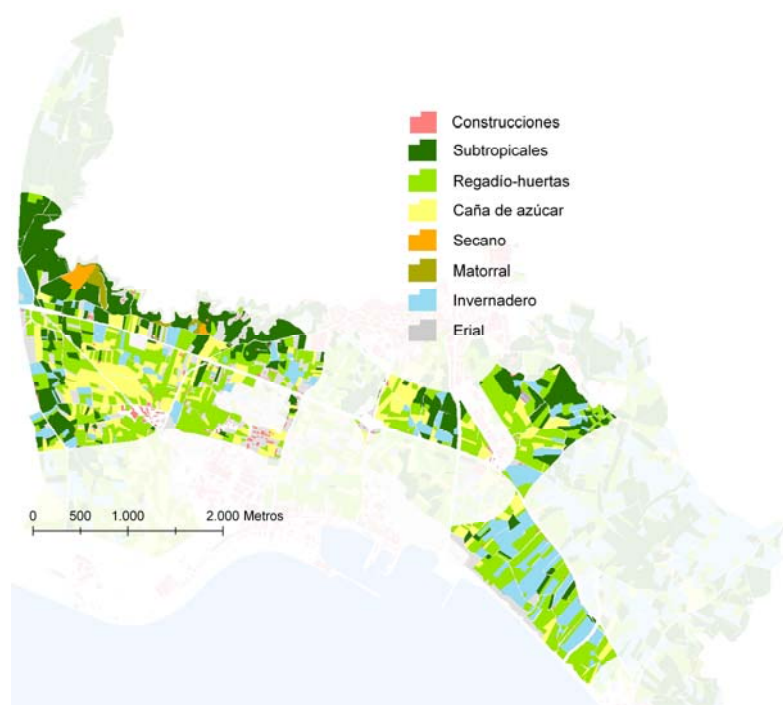 Construcciones
Subtropicales
Regadío-huertas
Caña de azúcar
Secano
Matorral
Invernadero
Erial
0 500 1.000 2.000 Metros